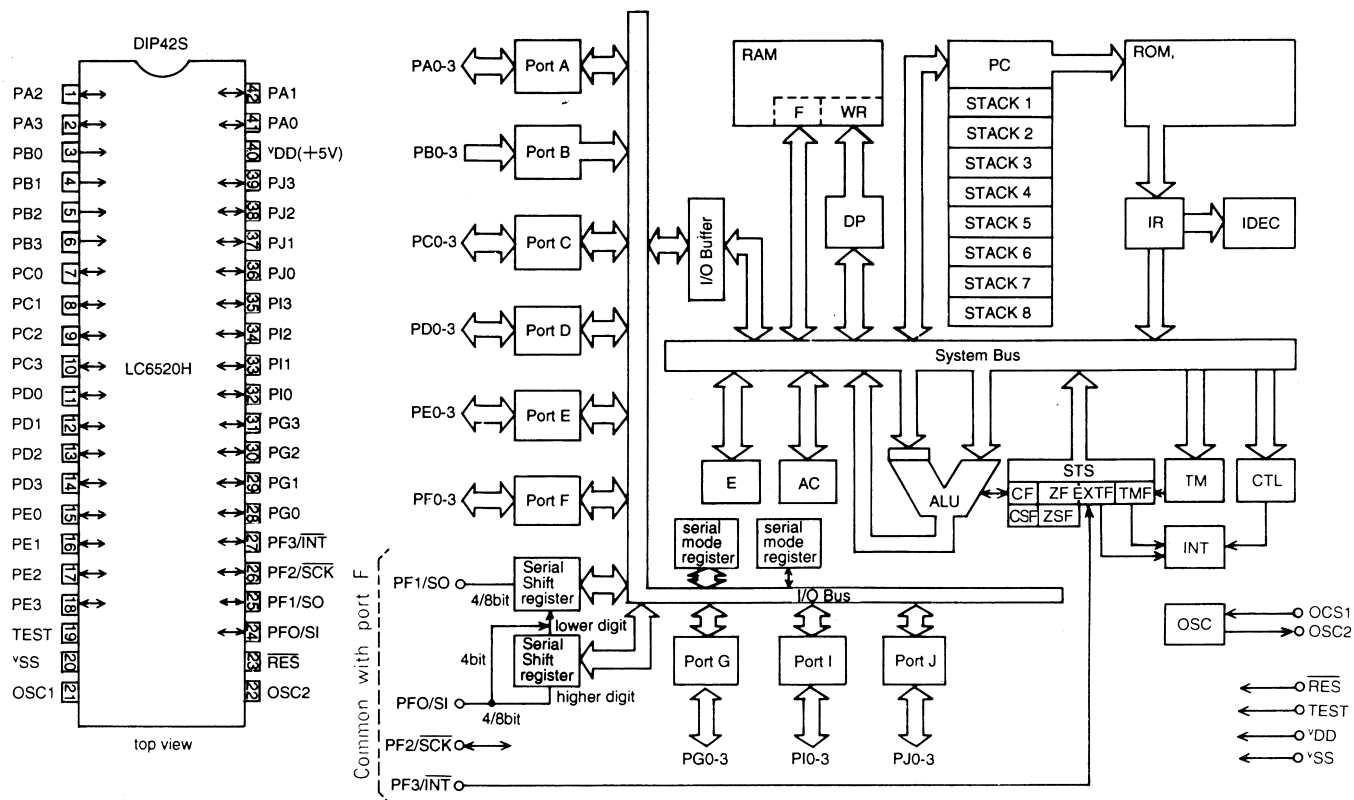 DIP42S
PA2 1 42 PA1
PA3 2 41 PA0
PB0 3 40 VDD(+5V)
PB1 4 39 PJ3
PB2 5 38 PJ2
PB3 6 37 PJ1
PC0 7 36 PJ0
PC1 8 35 PI3
PC2 9 34 PI2
PC3 10 33 PI1
LC6520H
PD0 11 32 PI0
PD1 12 31 PG3
PD2 13 30 PG2
PD3 14 29 PG1
PE0 15 28 PG0
PE1 16 27 PF3/INT
PE2 17 26 PF2/SCK
PE3 18 25 PF1/SO
TEST 19 24 PFO/SI
VSS 20 23 RES
OSC1 21 22 OSC2
top view
PA0-3 Port A
PB0-3 Port B
PC0-3 Port C
PD0-3 Port D
PE0-3 Port E
PF0-3 Port F
Common with port F
PF1/SO
4/8bit
Serial
Shift
register
lower digit
4bit
Serial
Shift
register
higher digit
PFO/SI
4/8bit
PF2/SCK
PF3/INT
I/O Buffer
RAM
F WR
DP
PC
STACK 1
STACK 2
STACK 3
STACK 4
STACK 5
STACK 6
STACK 7
STACK 8
ROM,
IR IDEC
System Bus
E AC ALU
STS
CF ZF EXTF TMF
CSF ZSF
TM CTL
INT
serial
mode
register
serial
mode
register
I/O Bus
Port G Port I Port J
PG0-3 PI0-3 PJ0-3
OSC
OCS1
OSC2
RES
TEST
VDD
VSS